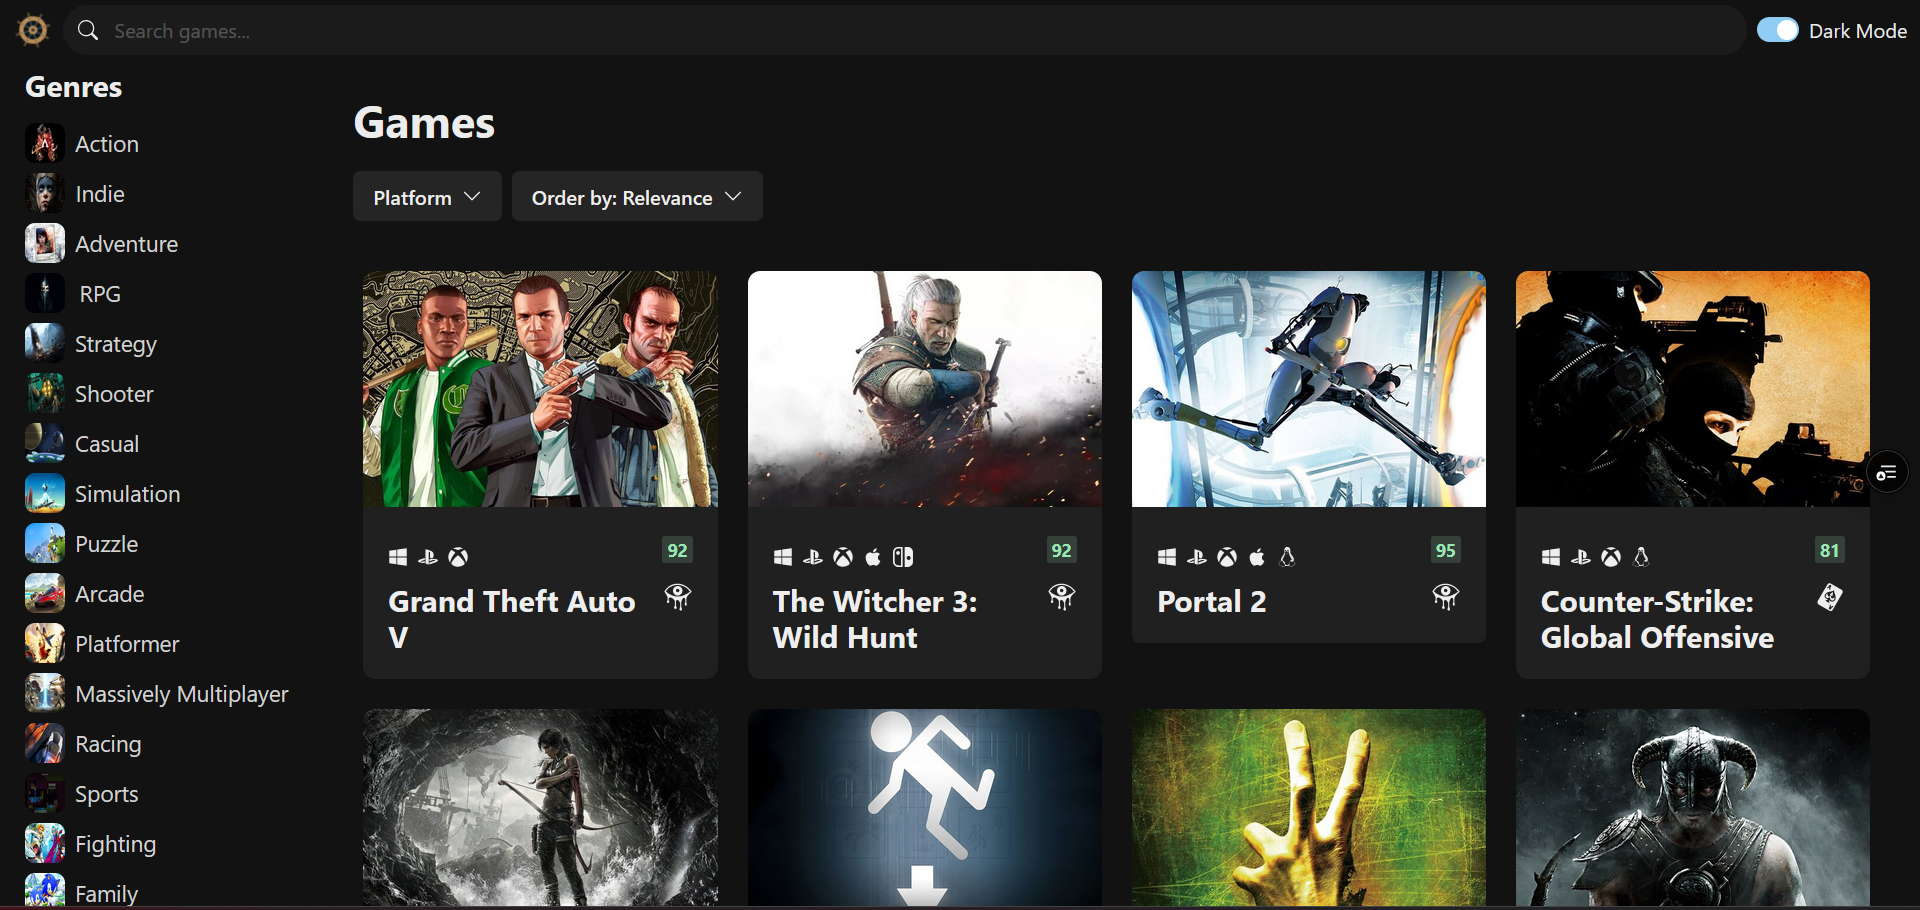 Search games...
Dark Mode
Genres
Action
Indie
Adventure
RPG
Strategy
Shooter
Casual
Simulation
Puzzle
Arcade
Platformer
Massively Multiplayer
Racing
Sports
Fighting
Family
Games
Platform
Order by: Relevance
92
Grand Theft Auto
V
92
The Witcher 3:
Wild Hunt
95
Portal 2
81
Counter-Strike:
Global Offensive